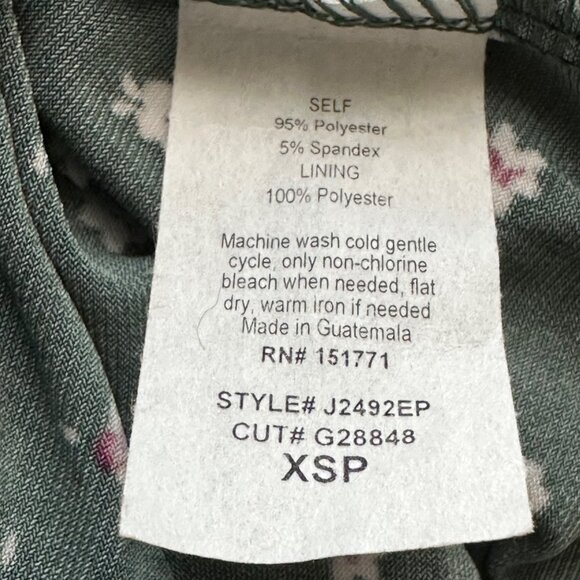 SELF
95% Polyester
5% Spandex
LINING
100% Polyester
Machine wash cold gentle
cycle, only non-chlorine
bleach when needed, flat
dry, warm iron if needed
Made in Guatemala
RN# 151771
STYLE# J2492EP
CUT# G28848
XSP